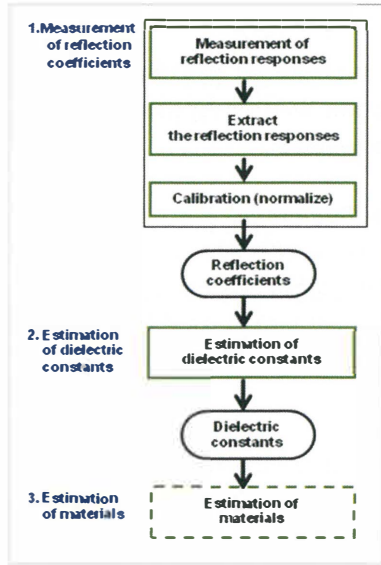 1.Measurement
of reflection
coefficients
Measurement of
reflection responses
Extract
the reflection responses
Calibration (normalize)
Reflection
coefficients
2. Estimation
of dielectric
constants
Estimation of
dielectric constants
Dielectric
constants
3. Estimation
of materials
Estimation of
materials